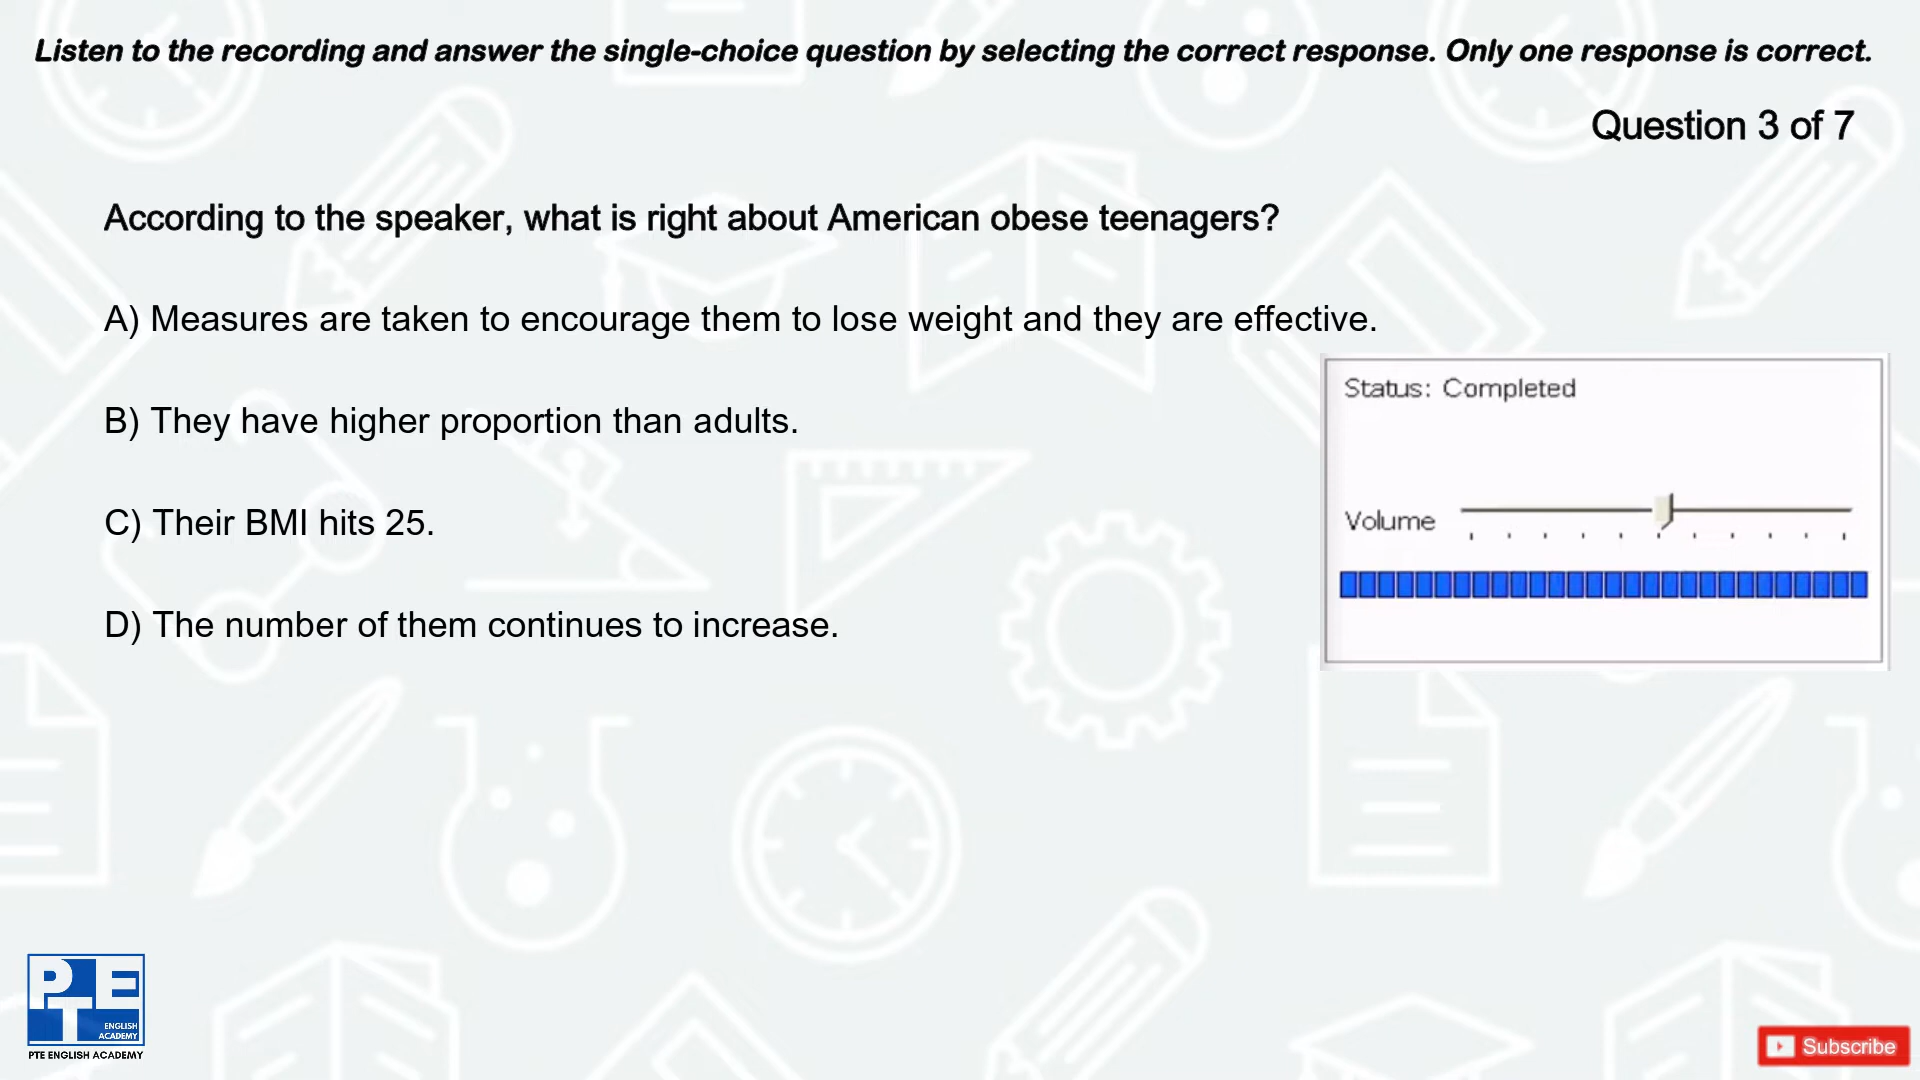 Listen to the recording and answer the single-choice question by selecting the correct response. Only one response is correct.
Question 3 of 7
According to the speaker, what is right about American obese teenagers?
A) Measures are taken to encourage them to lose weight and they are effective.
Status: Completed
B) They have higher proportion than adults.
Volume
C) Their BMI hits 25.
D) The number of them continues to increase.
PTE
ENGLISH
ACADEMY
PTE ENGLISH ACADEMY
Subscribe